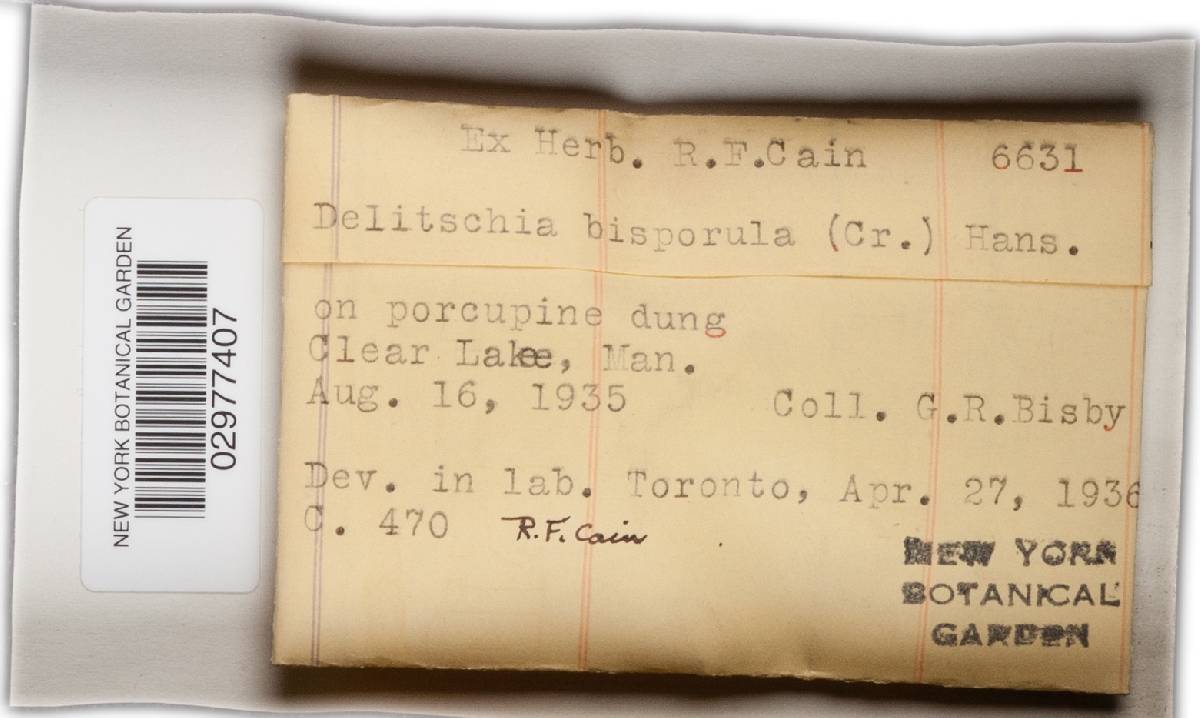 NEW YORK BOTANICAL GARDEN
02977407
Ex Herb. R.F.Cain 6631
Delitschia bisporula (Cr.) Hans.
on porcupine dung
Clear Lake, Man.
Aug. 16, 1935 Coll. G.R.Bisby
Dev. in lab. Toronto, Apr. 27, 1936
C. 470 R.F. Cain
NEW YORK
BOTANICAL
GARDEN